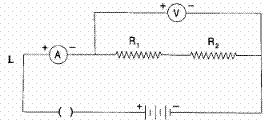 + V -
L + A - R1 R2
( ) + -